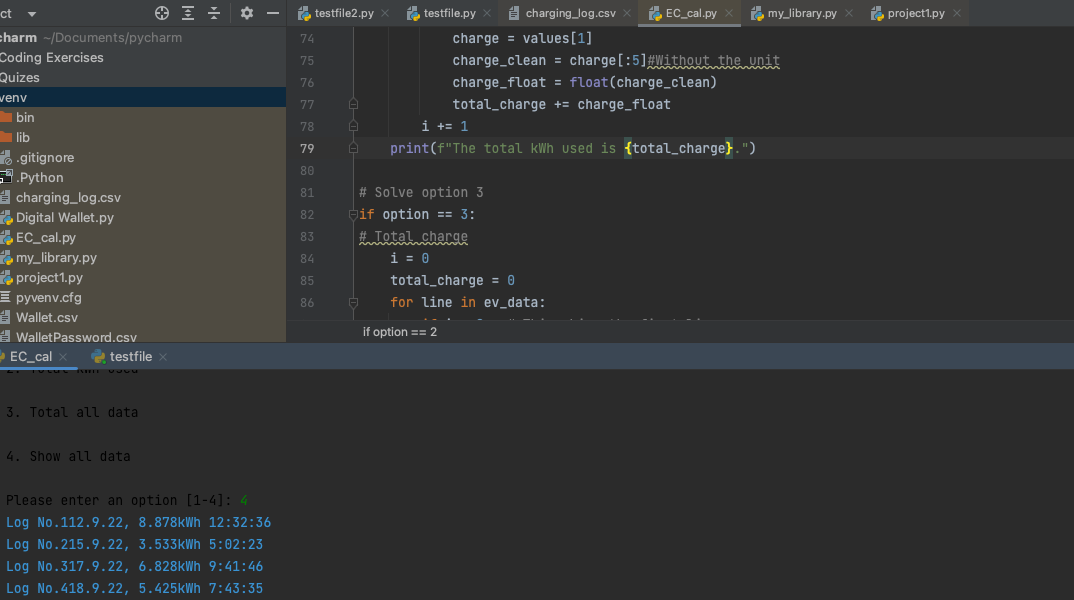 ct
testfile2.py
testfile.py
charging_log.csv
EC_cal.py
my_library.py
project1.py
charm ~/Documents/pycharm
Coding Exercises
Quizes
venv
bin
lib
.gitignore
.Python
charging_log.csv
Digital Wallet.py
EC_cal.py
my_library.py
project1.py
pyvenv.cfg
Wallet.csv
WalletPassword.csv
74 charge = values[1]
75 charge_clean = charge[:5]#Without the unit
76 charge_float = float(charge_clean)
77 total_charge += charge_float
78 i += 1
79 print(f"The total kWh used is {total_charge}.")
80
81 # Solve option 3
82 if option == 3:
83 # Total charge
84 i = 0
85 total_charge = 0
86 for line in ev_data:
if option == 2
EC_cal
testfile
2. Total kWh used
3. Total all data
4. Show all data
Please enter an option [1-4]: 4
Log No.112.9.22, 8.878kWh 12:32:36
Log No.215.9.22, 3.533kWh 5:02:23
Log No.317.9.22, 6.828kWh 9:41:46
Log No.418.9.22, 5.425kWh 7:43:35